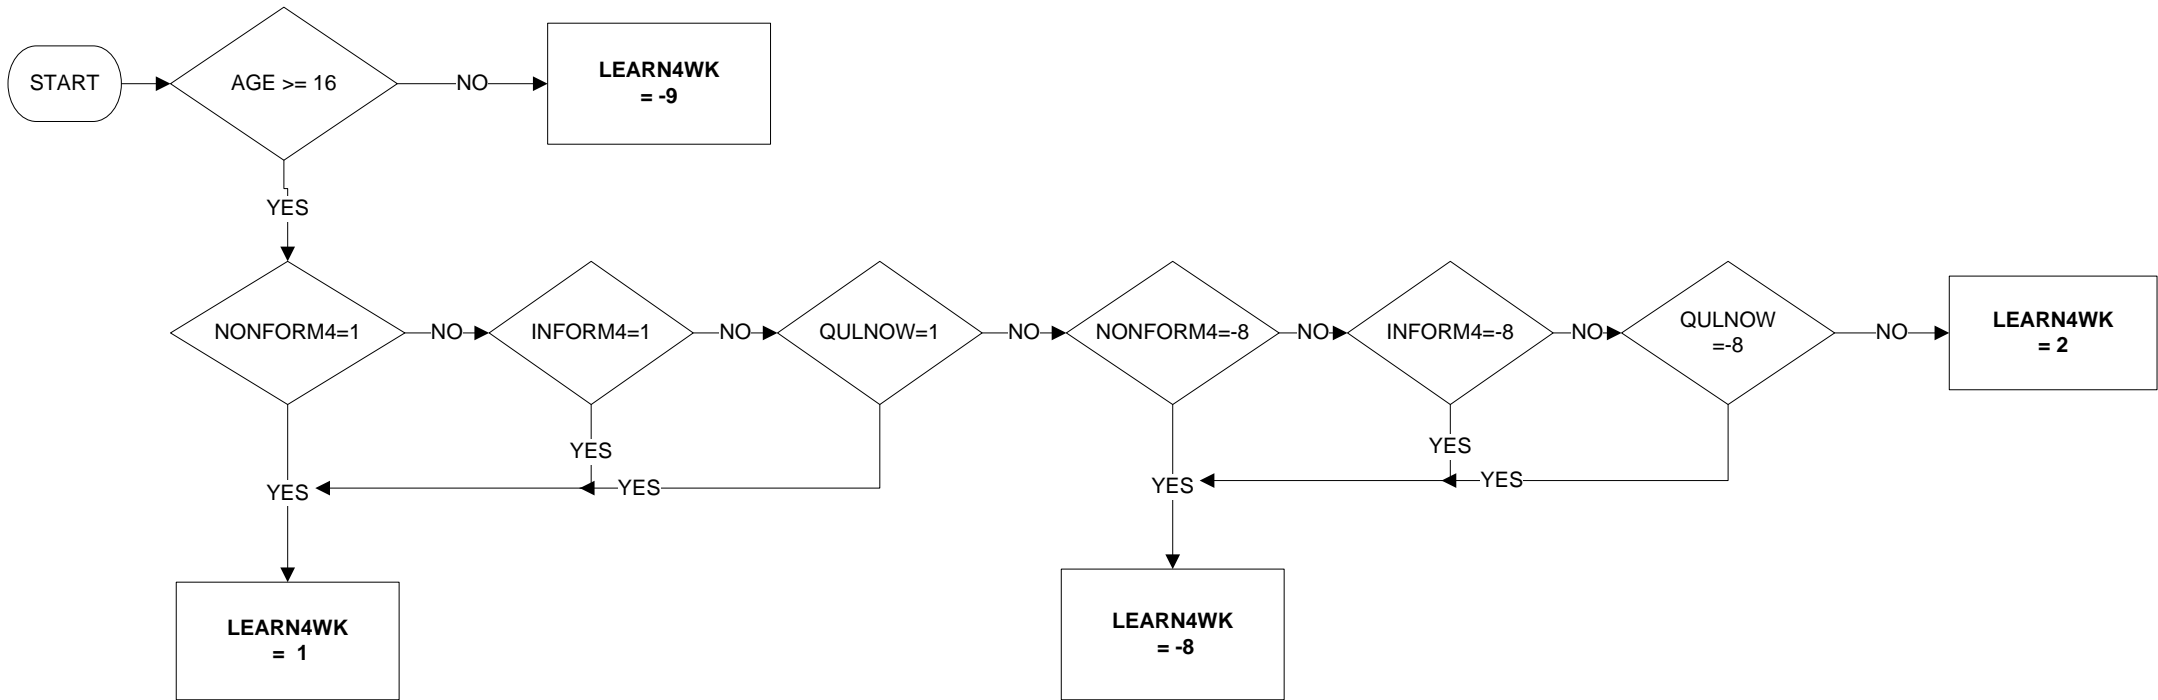 START
AGE >= 16
NO
LEARN4WK
= -9
YES
NONFORM4=1
NO
INFORM4=1
NO
QULNOW=1
NO
NONFORM4=-8
NO
INFORM4=-8
NO
QULNOW
=-8
NO
LEARN4WK
= 2
YES
YES
YES
YES
YES
YES
LEARN4WK
= 1
LEARN4WK
= -8